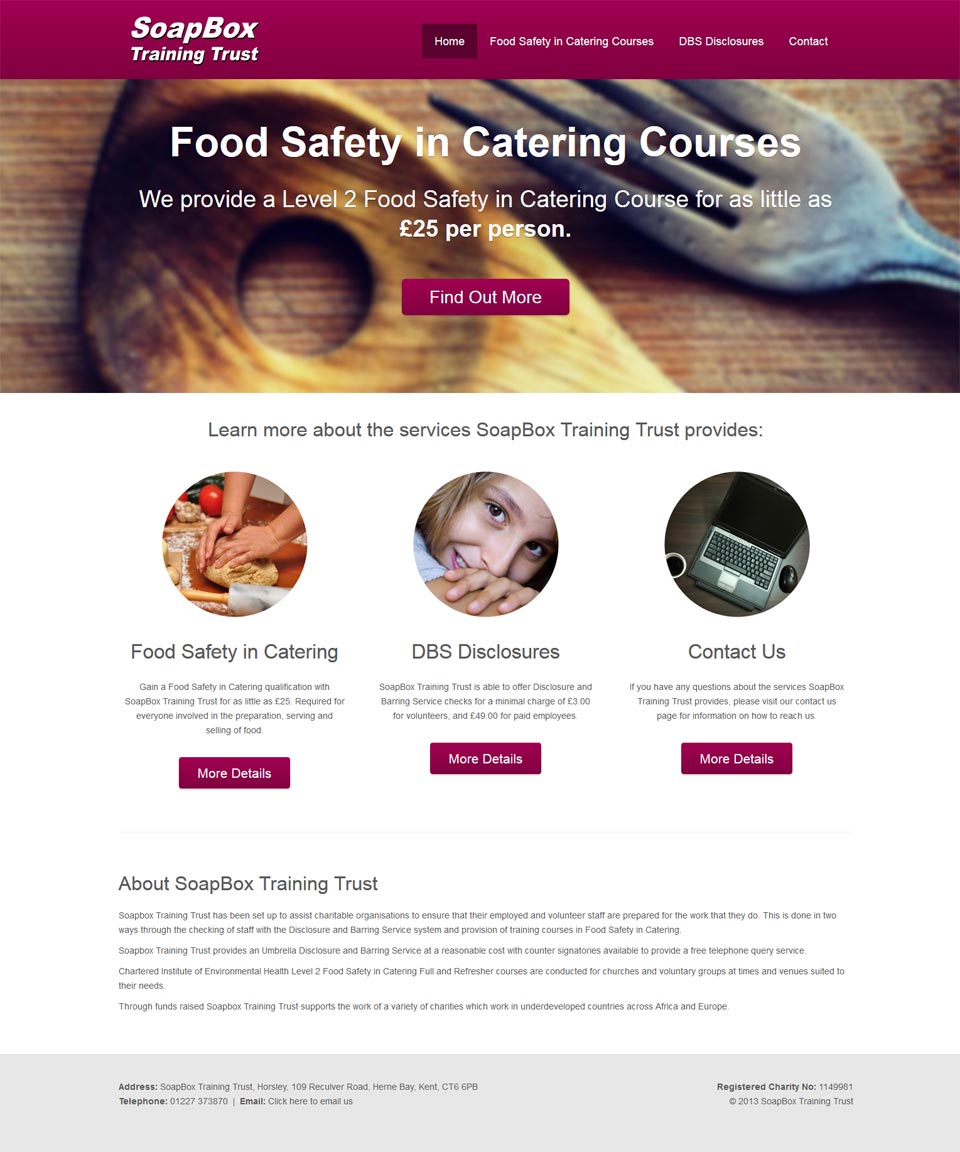 SoapBox
Training Trust
Home Food Safety in Catering Courses DBS Disclosures Contact
Food Safety in Catering Courses
We provide a Level 2 Food Safety in Catering Course for as little as
£25 per person.
Find Out More
Learn more about the services SoapBox Training Trust provides:
Food Safety in Catering
Gain a Food Safety in Catering qualification with
SoapBox Training Trust for as little as £25. Required for
everyone involved in the preparation, serving and
selling of food.
More Details
DBS Disclosures
SoapBox Training Trust is able to offer Disclosure and
Barring Service checks for a minimal charge of £3.00
for volunteers, and £49.00 for paid employees.
More Details
Contact Us
If you have any questions about the services SoapBox
Training Trust provides, please visit our contact us
page for information on how to reach us.
More Details
About SoapBox Training Trust
Soapbox Training Trust has been set up to assist charitable organisations to ensure that their employed and volunteer staff are prepared for the work that they do. This is done in two
ways through the checking of staff with the Disclosure and Barring Service system and provision of training courses in Food Safety in Catering.
Soapbox Training Trust provides an Umbrella Disclosure and Barring Service at a reasonable cost with counter signatories available to provide a free telephone query service.
Chartered Institute of Environmental Health Level 2 Food Safety in Catering Full and Refresher courses are conducted for churches and voluntary groups at times and venues suited to
their needs.
Through funds raised Soapbox Training Trust supports the work of a variety of charities which work in underdeveloped countries across Africa and Europe.
Address: SoapBox Training Trust, Horsley, 109 Reculver Road, Herne Bay, Kent, CT6 6PB
Telephone: 01227 373870 | Email: Click here to email us
Registered Charity No: 1149981
© 2013 SoapBox Training Trust